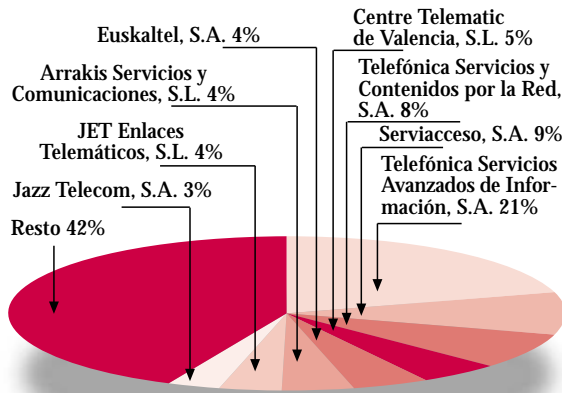 Euskaltel, S.A. 4%
Arrakis Servicios y
Comunicaciones, S.L. 4%
JET Enlaces
Telemáticos, S.L. 4%
Jazz Telecom, S.A. 3%
Resto 42%
Centre Telematic
de Valencia, S.L. 5%
Telefónica Servicios y
Contenidos por la Red,
S.A. 8%
Serviacceso, S.A. 9%
Telefónica Servicios
Avanzados de Infor-
mación, S.A. 21%